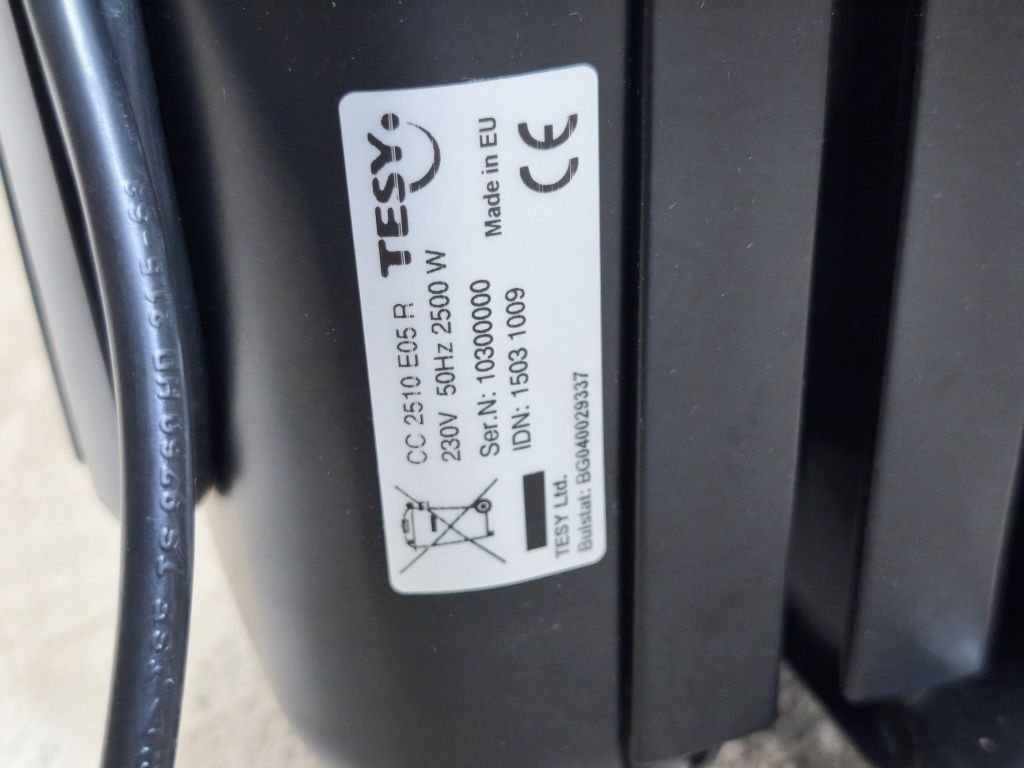 TESY
CC 2510 E05 R
230V 50Hz 2500 W
Ser.N: 10300000
Made in EU
IDN: 1503 1009
CE
TESY Ltd.
Bulstat: BG040029337